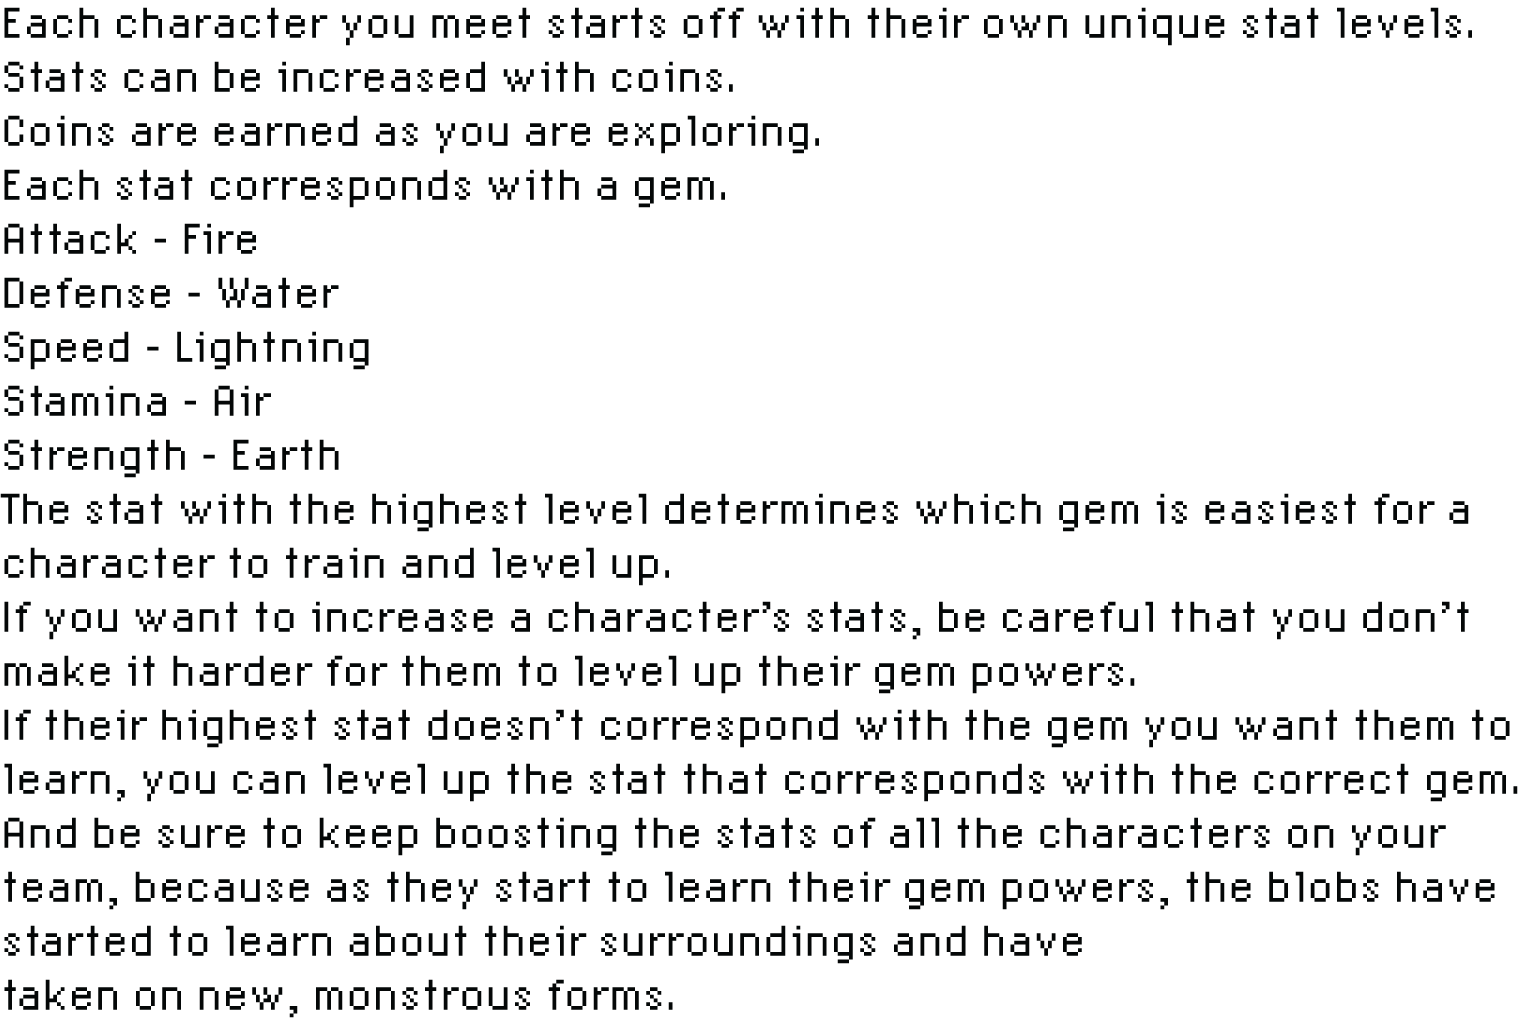 Each character you meet starts off with their own unique stat levels.
Stats can be increased with coins.
Coins are earned as you are exploring.
Each stat corresponds with a gem.
Attack - Fire
Defense - Water
Speed - Lightning
Stamina - Air
Strength - Earth
The stat with the highest level determines which gem is easiest for a
character to train and level up.
If you want to increase a character’s stats, be careful that you don’t
make it harder for them to level up their gem powers.
If their highest stat doesn’t correspond with the gem you want them to
learn, you can level up the stat that corresponds with the correct gem.
And be sure to keep boosting the stats of all the characters on your
team, because as they start to learn their gem powers, the blobs have
started to learn about their surroundings and have
taken on new, monstrous forms.